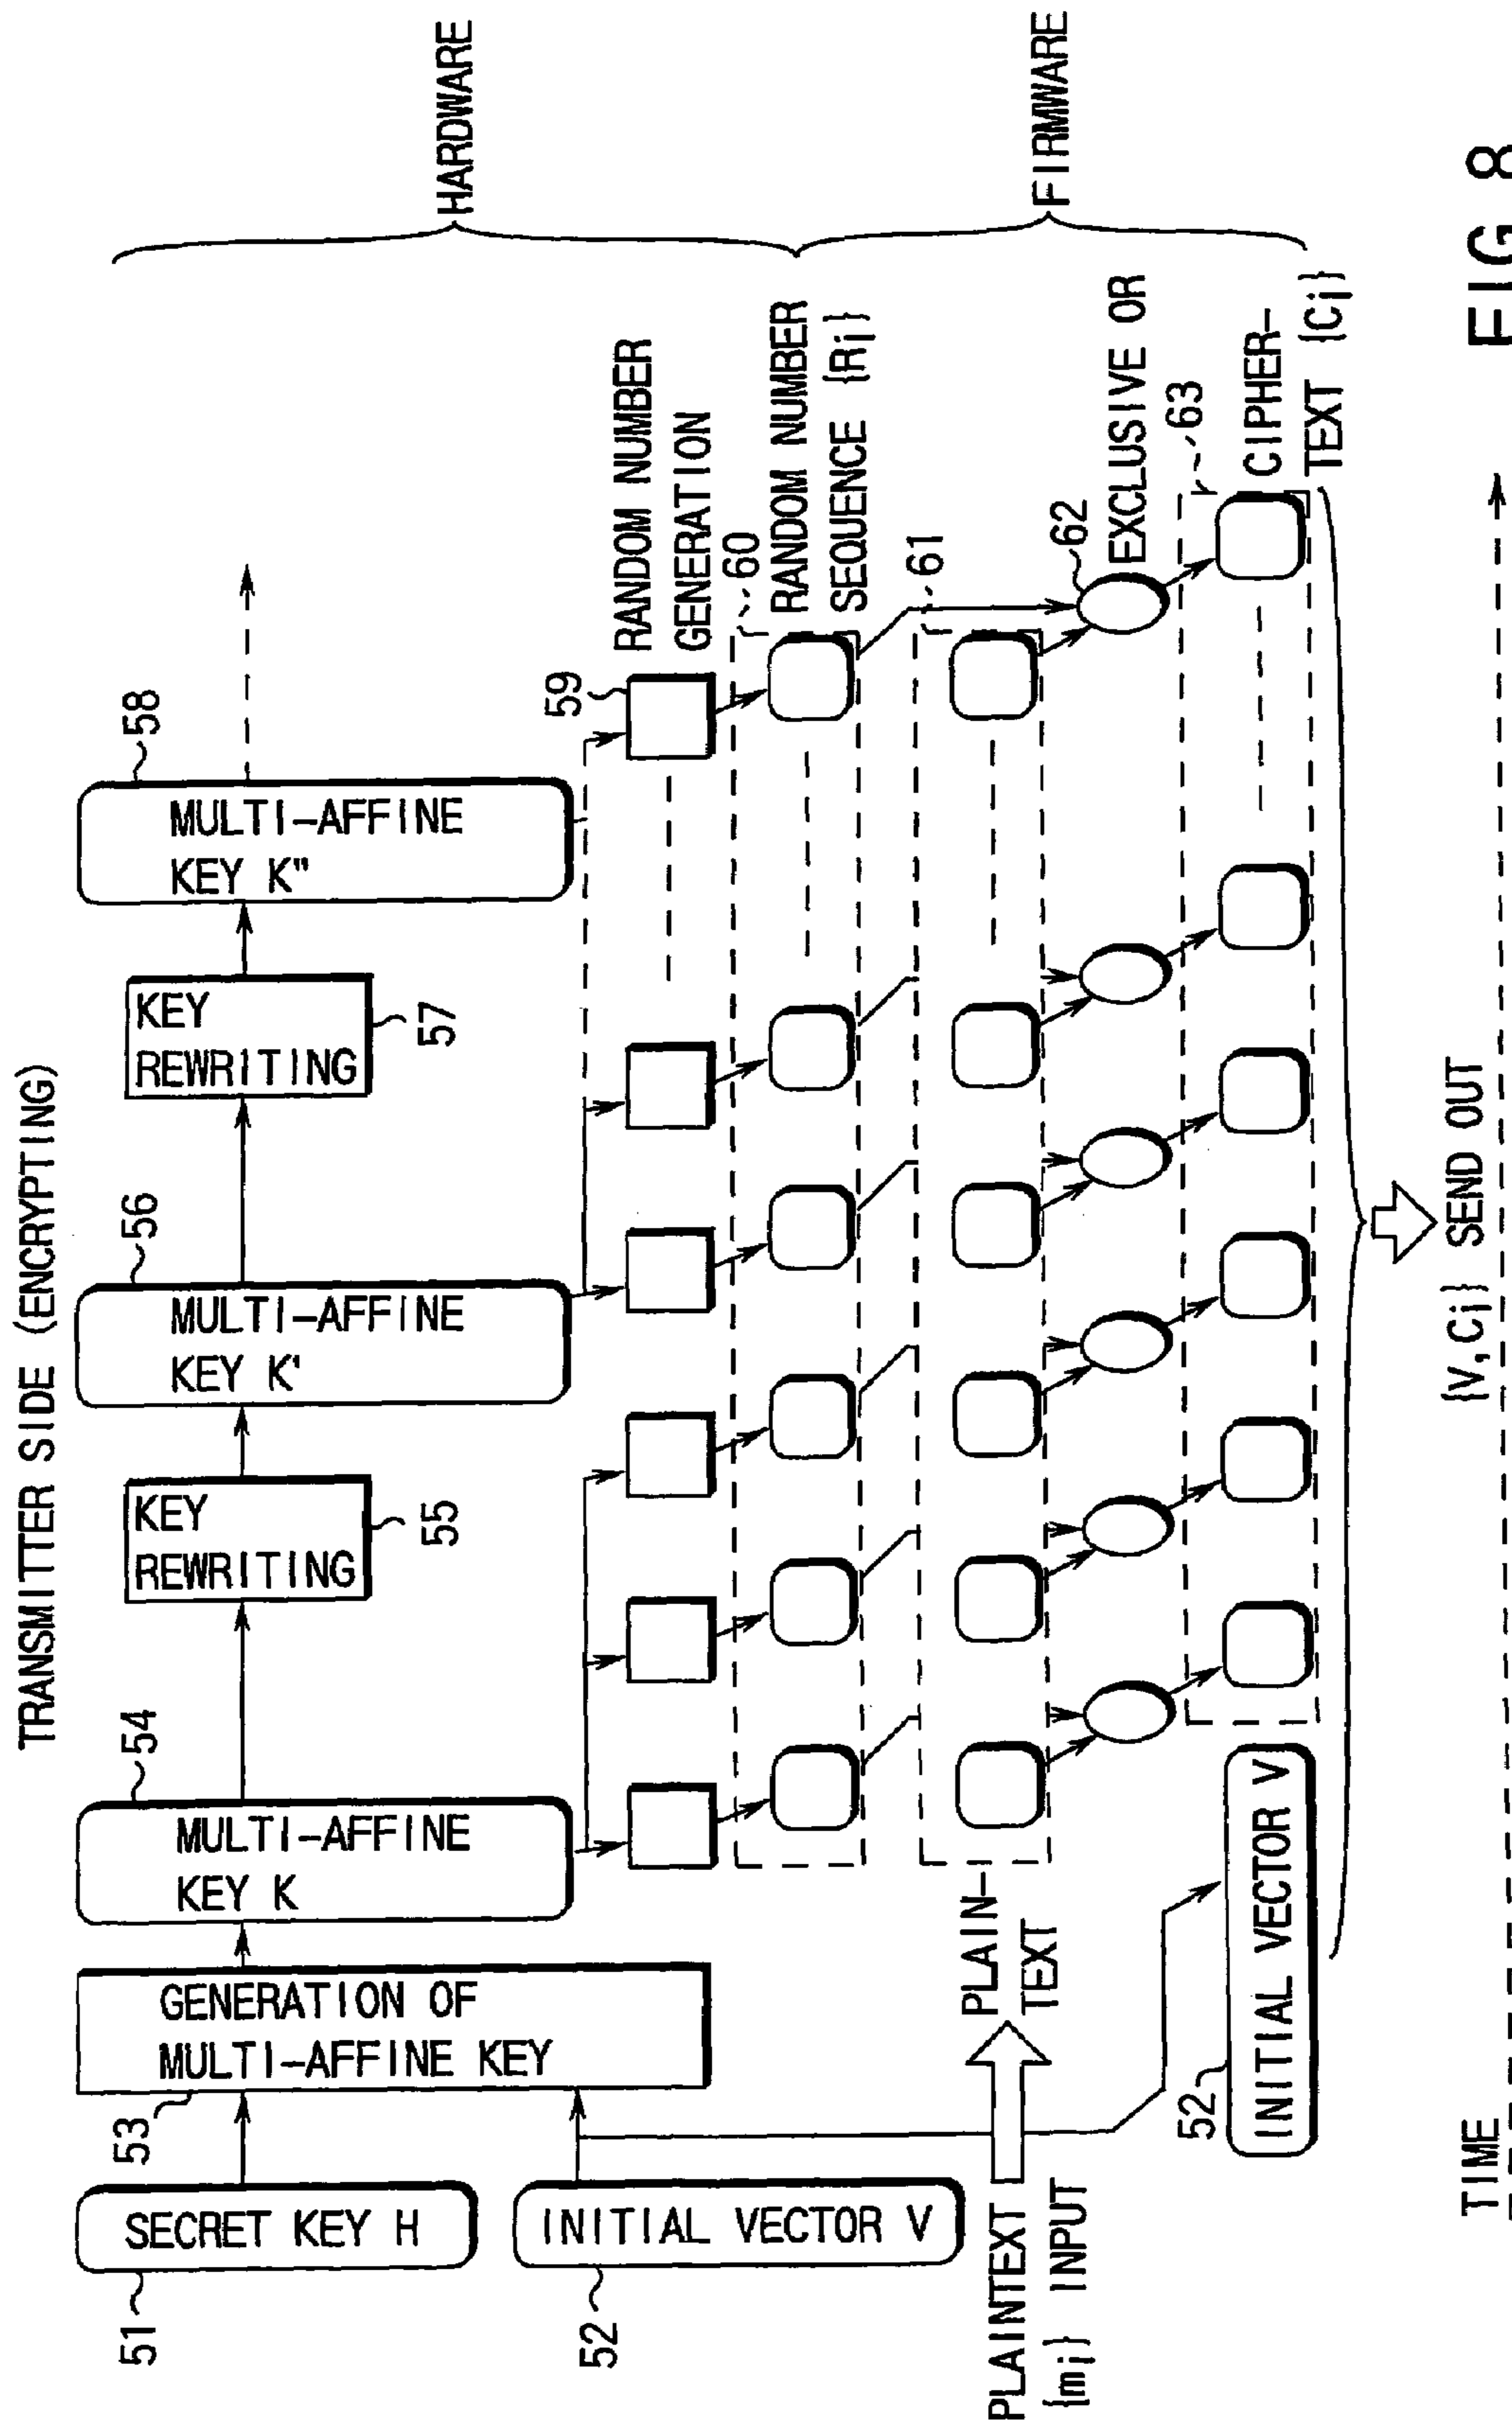 TRANSMITTER SIDE (ENCRYPTING)
51
SECRET KEY H
52
INITIAL VECTOR V
53
GENERATION OF
MULTI-AFFINE KEY
54
MULTI-AFFINE
KEY K
KEY
REWRITING
55
56
MULTI-AFFINE
KEY K'
KEY
REWRITING
57
58
MULTI-AFFINE
KEY K"
HARDWARE
59
RANDOM NUMBER
GENERATION
60
RANDOM NUMBER
SEQUENCE {Ri}
61
PLAINTEXT
{mi} INPUT
PLAIN-
TEXT
62
EXCLUSIVE OR
FIRMWARE
63
CIPHER-
TEXT {Ci}
52
INITIAL VECTOR V
{V,Ci} SEND OUT
TIME
FIG 8